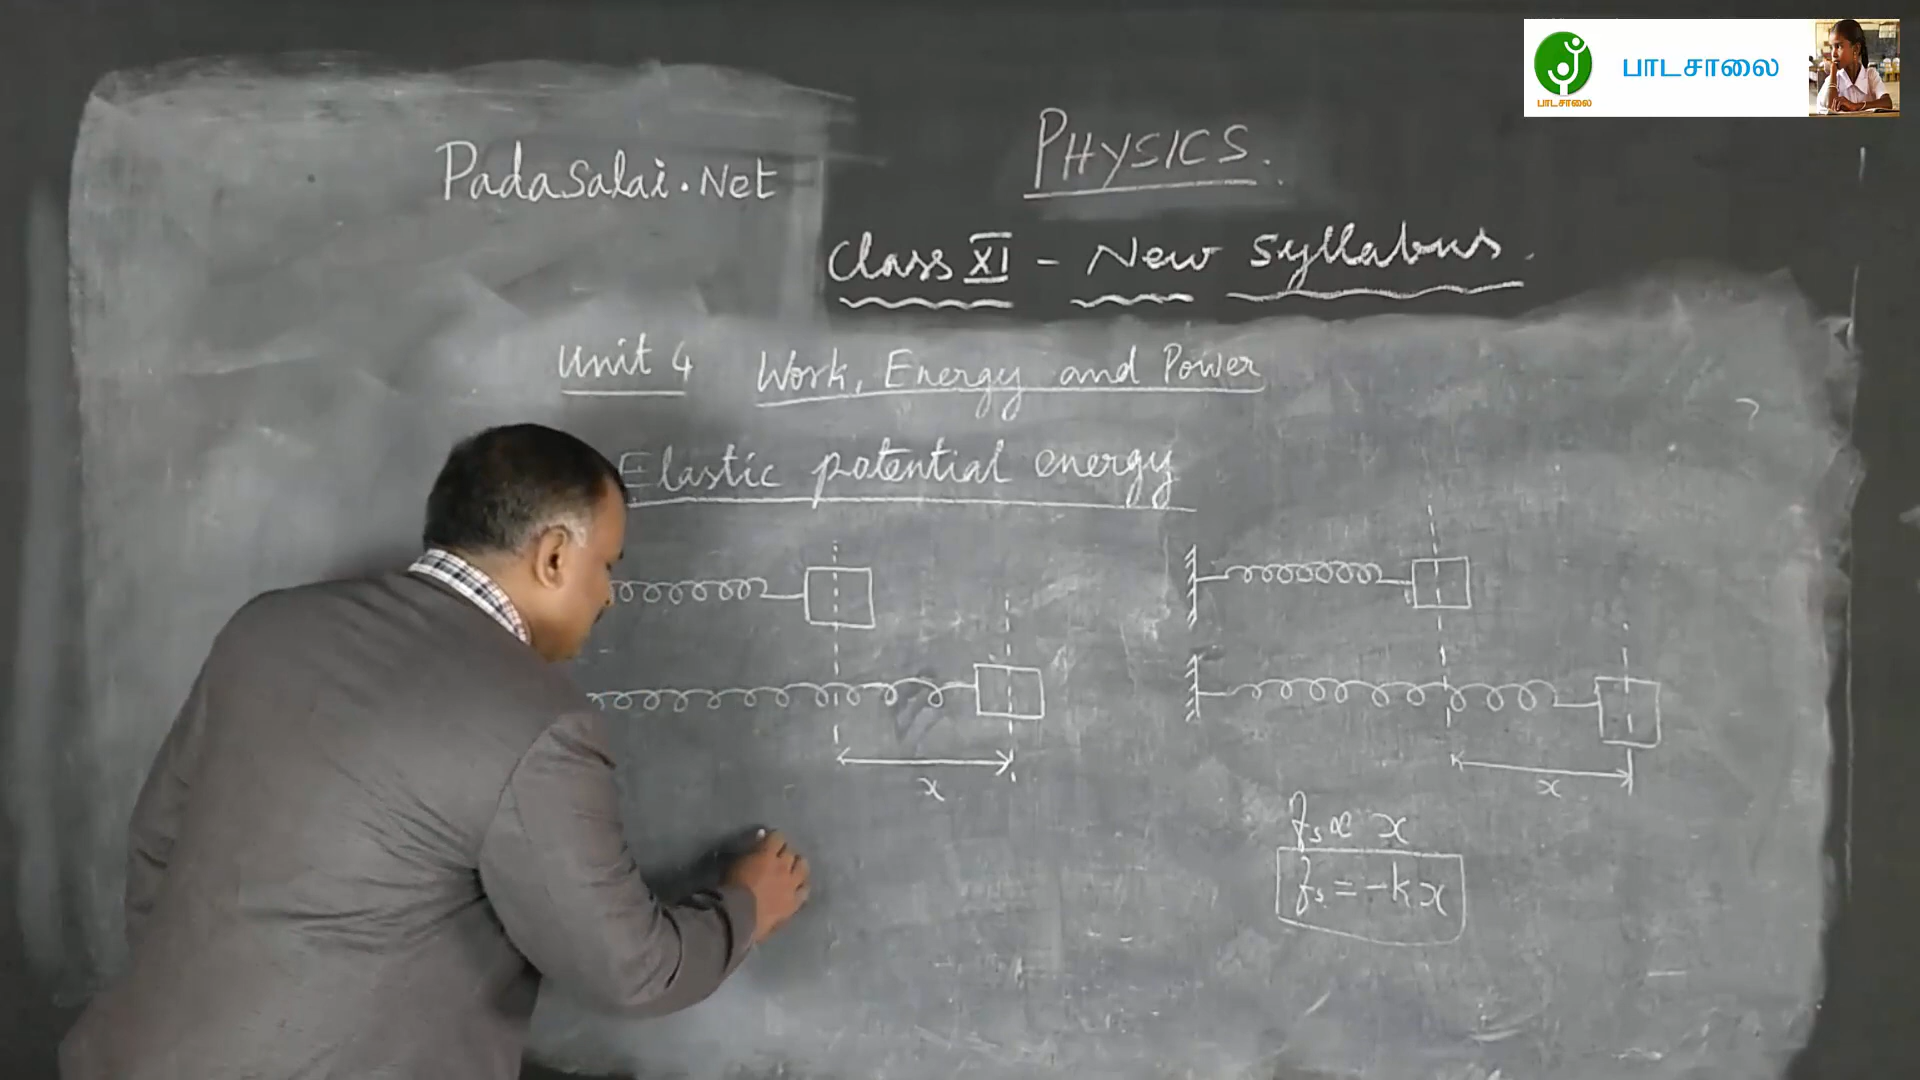 பாடசாலை
பாடசாலை
PHYSICS.
Padasalai.Net
Class XI - New Syllabus.
Unit 4 Work, Energy and Power
Elastic potential energy
x
x
fs ∝ x
fs = -kx